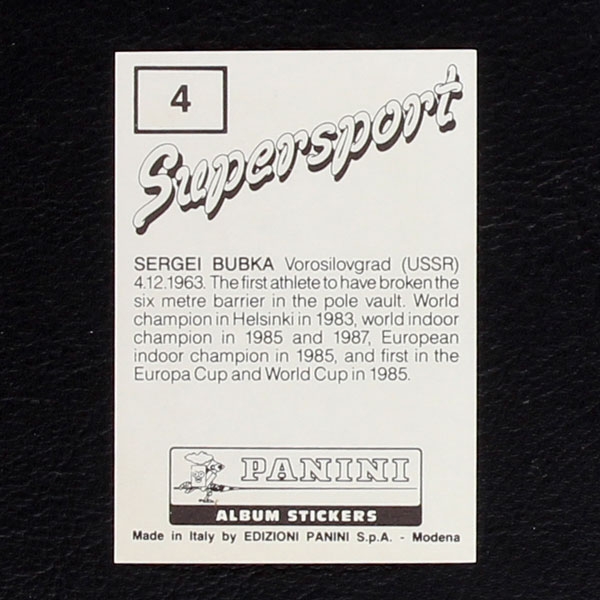 4
Supersport
SERGEI BUBKA Vorosilovgrad (USSR)
4.12.1963. The first athlete to have broken the
six metre barrier in the pole vault. World
champion in Helsinki in 1983, world indoor
champion in 1985 and 1987, European
indoor champion in 1985, and first in the
Europa Cup and World Cup in 1985.
PANINI
ALBUM STICKERS
Made in Italy by EDIZIONI PANINI S.p.A. - Modena